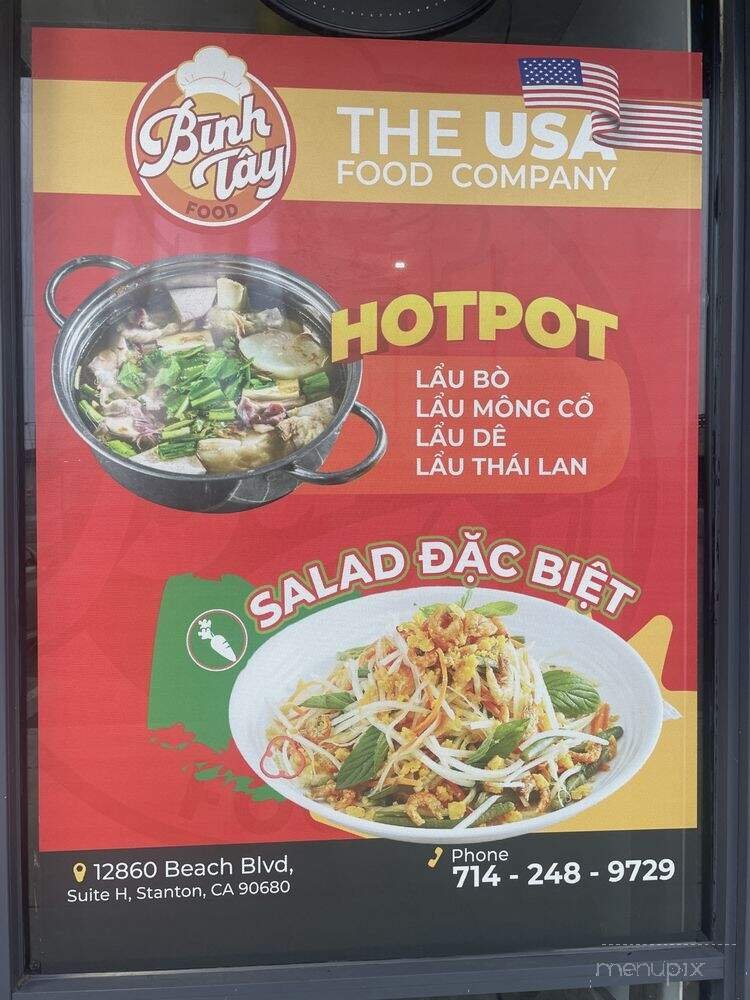 Bình
Tây
FOOD
THE USA
FOOD COMPANY
HOTPOT
LẨU BÒ
LẨU MÔNG CỔ
LẨU DÊ
LẨU THÁI LAN
SALAD ĐẶC BIỆT
12860 Beach Blvd,
Suite H, Stanton, CA 90680
Phone
714 - 248 - 9729
menupix